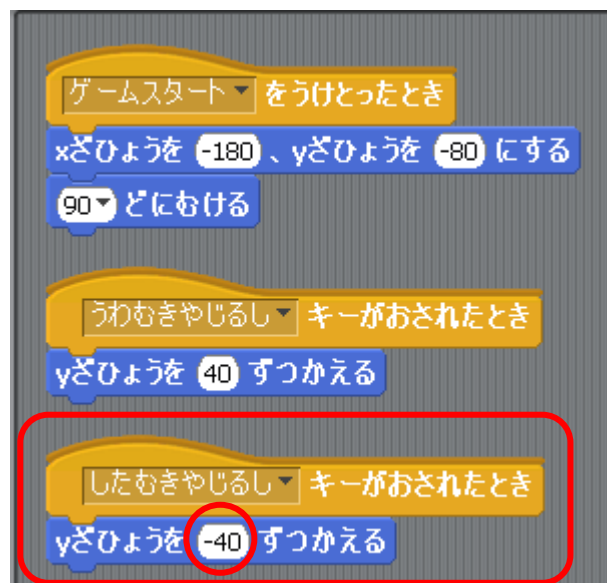 ゲームスタート をうけとったとき
xざひょうを -180 、yざひょうを -80 にする
90 どにむける
うわむきやじるし キーがおされたとき
yざひょうを 40 ずつかえる
したむきやじるし キーがおされたとき
yざひょうを -40 ずつかえる